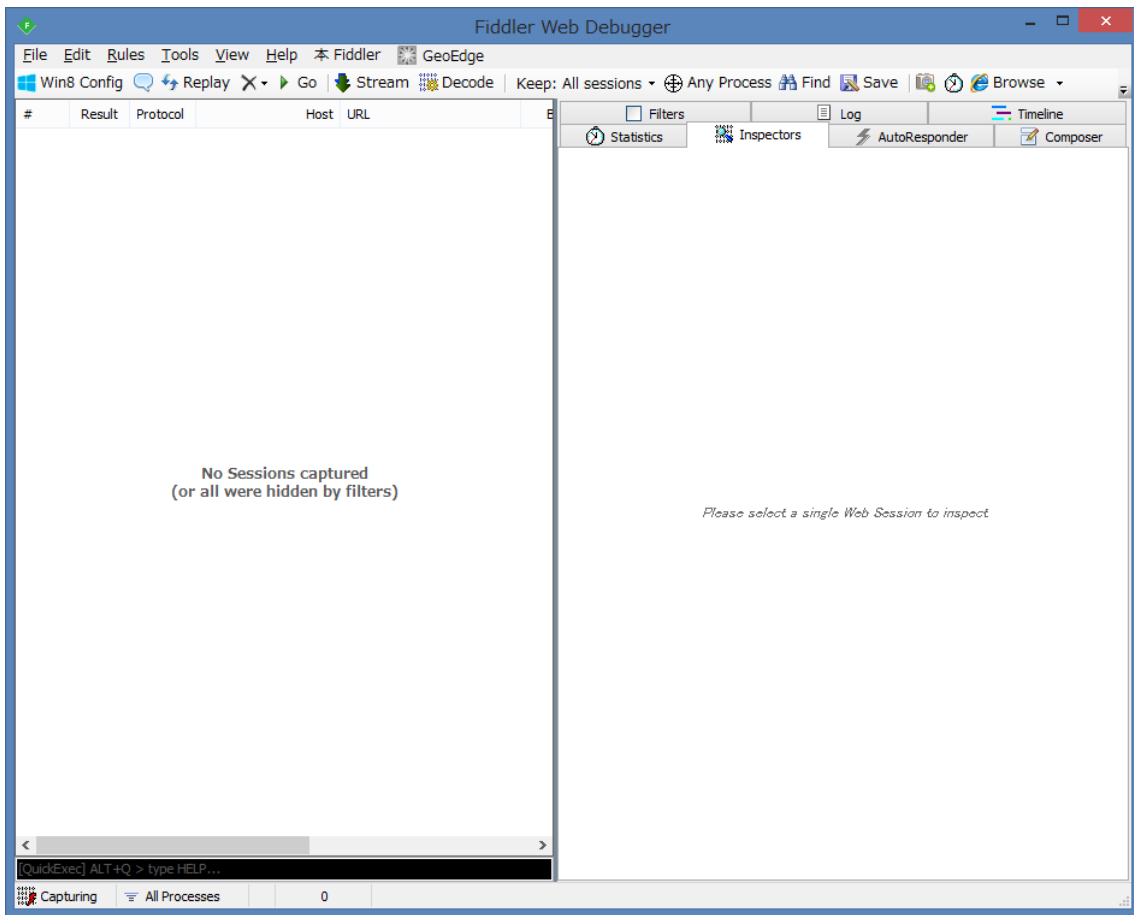 Fiddler Web Debugger
File Edit Rules Tools View Help 本 Fiddler GeoEdge
Win8 Config Replay Go Stream Decode Keep: All sessions Any Process Find Save Browse
# Result Protocol Host URL
Filters Log Timeline
Statistics Inspectors AutoResponder Composer
No Sessions captured
(or all were hidden by filters)
Please select a single Web Session to inspect
[QuickExec] ALT+Q > type HELP...
Capturing All Processes 0